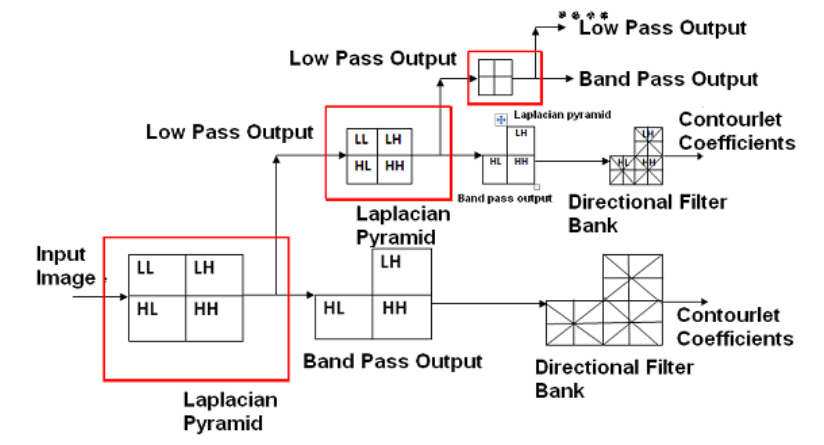 Low Pass Output
Low Pass Output
Band Pass Output
Laplacian pyramid
Low Pass Output
LL LH
HL HH
LH
HL HH
LH
HL HH
Contourlet
Coefficients
Band pass output
Directional Filter
Bank
Laplacian
Pyramid
Input
Image
LL LH
HL HH
LH
HL HH
Contourlet
Coefficients
Band Pass Output
Directional Filter
Bank
Laplacian
Pyramid